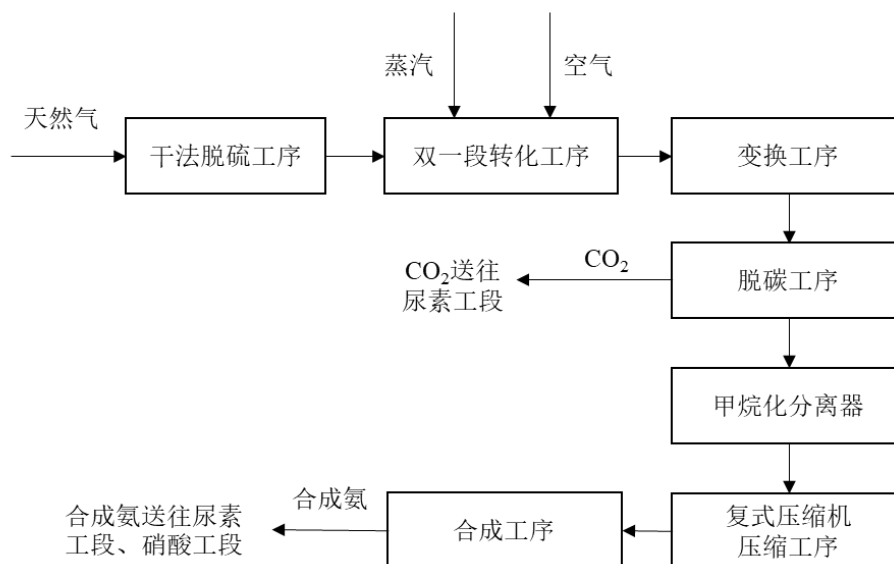 蒸汽
空气
天然气
干法脱硫工序
双一段转化工序
变换工序
CO₂送往
尿素工段
CO₂
脱碳工序
甲烷化分离器
合成氨送往尿素
工段、硝酸工段
合成氨
合成工序
复式压缩机
压缩工序